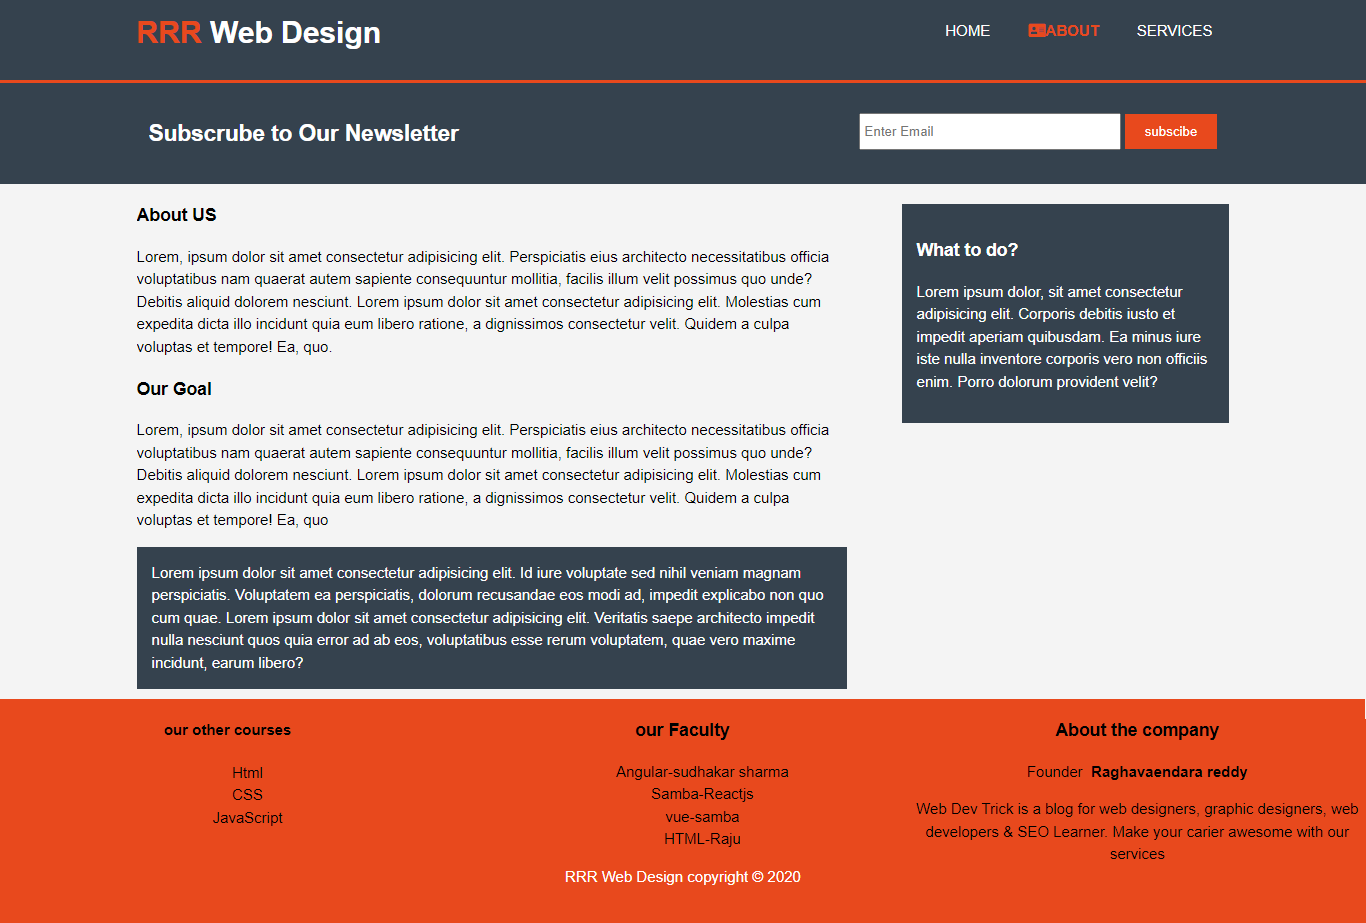 RRR Web Design
HOME ABOUT SERVICES
Subscrube to Our Newsletter
Enter Email subscibe
About US
Lorem, ipsum dolor sit amet consectetur adipisicing elit. Perspiciatis eius architecto necessitatibus officia
voluptatibus nam quaerat autem sapiente consequuntur mollitia, facilis illum velit possimus quo unde?
Debitis aliquid dolorem nesciunt. Lorem ipsum dolor sit amet consectetur adipisicing elit. Molestias cum
expedita dicta illo incidunt quia eum libero ratione, a dignissimos consectetur velit. Quidem a culpa
voluptas et tempore! Ea, quo.
Our Goal
Lorem, ipsum dolor sit amet consectetur adipisicing elit. Perspiciatis eius architecto necessitatibus officia
voluptatibus nam quaerat autem sapiente consequuntur mollitia, facilis illum velit possimus quo unde?
Debitis aliquid dolorem nesciunt. Lorem ipsum dolor sit amet consectetur adipisicing elit. Molestias cum
expedita dicta illo incidunt quia eum libero ratione, a dignissimos consectetur velit. Quidem a culpa
voluptas et tempore! Ea, quo
Lorem ipsum dolor sit amet consectetur adipisicing elit. Id iure voluptate sed nihil veniam magnam
perspiciatis. Voluptatem ea perspiciatis, dolorum recusandae eos modi ad, impedit explicabo non quo
cum quae. Lorem ipsum dolor sit amet consectetur adipisicing elit. Veritatis saepe architecto impedit
nulla nesciunt quos quia error ad ab eos, voluptatibus esse rerum voluptatem, quae vero maxime
incidunt, earum libero?
What to do?
Lorem ipsum dolor, sit amet consectetur
adipisicing elit. Corporis debitis iusto et
impedit aperiam quibusdam. Ea minus iure
iste nulla inventore corporis vero non officiis
enim. Porro dolorum provident velit?
our other courses
Html
CSS
JavaScript
our Faculty
Angular-sudhakar sharma
Samba-Reactjs
vue-samba
HTML-Raju
About the company
Founder Raghavaendara reddy
Web Dev Trick is a blog for web designers, graphic designers, web
developers & SEO Learner. Make your carier awesome with our
services
RRR Web Design copyright © 2020